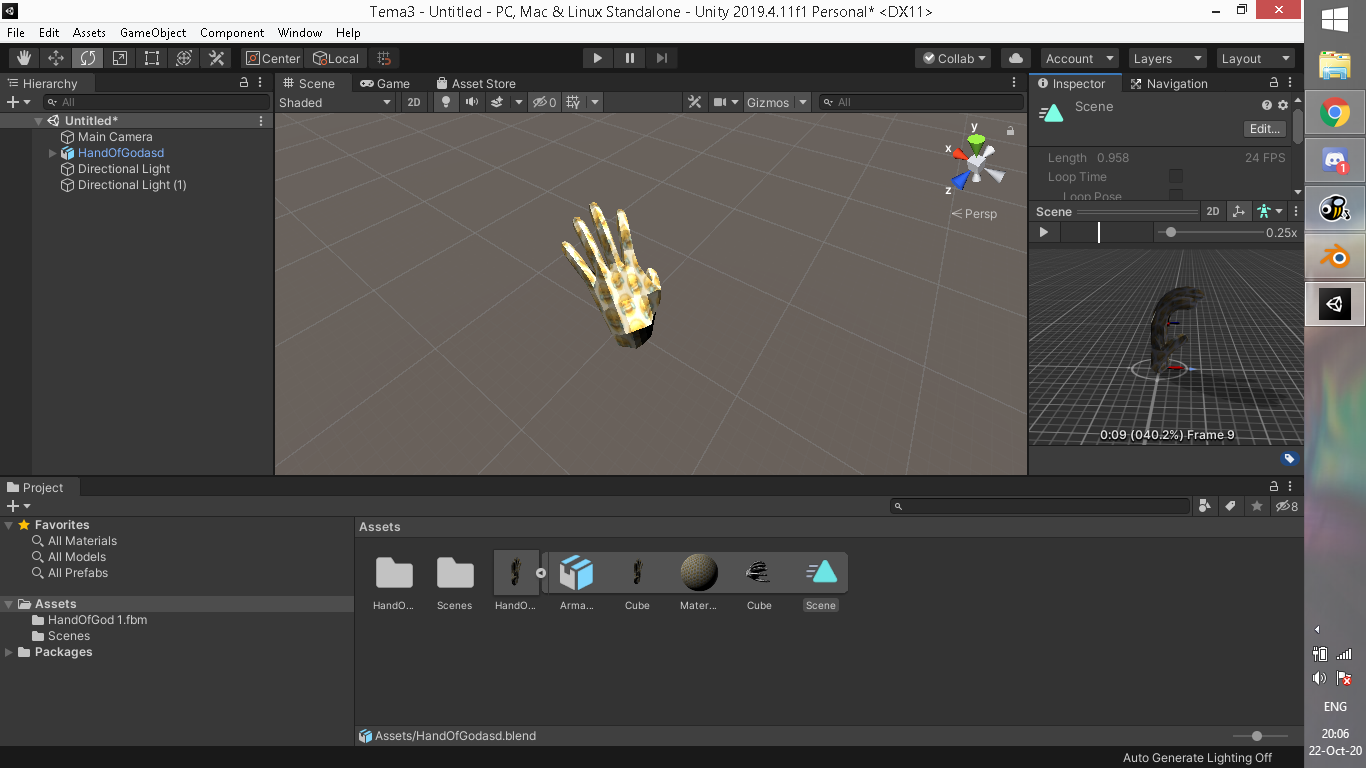 Tema3 - Untitled - PC, Mac & Linux Standalone - Unity 2019.4.11f1 Personal* <DX11>
File Edit Assets GameObject Component Window Help
Center Local Collab Account Layers Layout
Hierarchy
All
Untitled*
Main Camera
HandOfGodasd
Directional Light
Directional Light (1)
Scene Game Asset Store
Shaded 2D 0 Gizmos All
y
x
z
Persp
Inspector Navigation
Scene
Edit...
Length 0.958 24 FPS
Loop Time
Loop Pose
Scene 2D
0.25x
0:09 (040.2%) Frame 9
Project
8
Favorites
All Materials
All Models
All Prefabs
Assets
HandOfGod 1.fbm
Scenes
Packages
Assets
HandO... Scenes HandO... Arma... Cube Mater... Cube Scene
Assets/HandOfGodasd.blend
Auto Generate Lighting Off
1
ENG
20:06
22-Oct-20